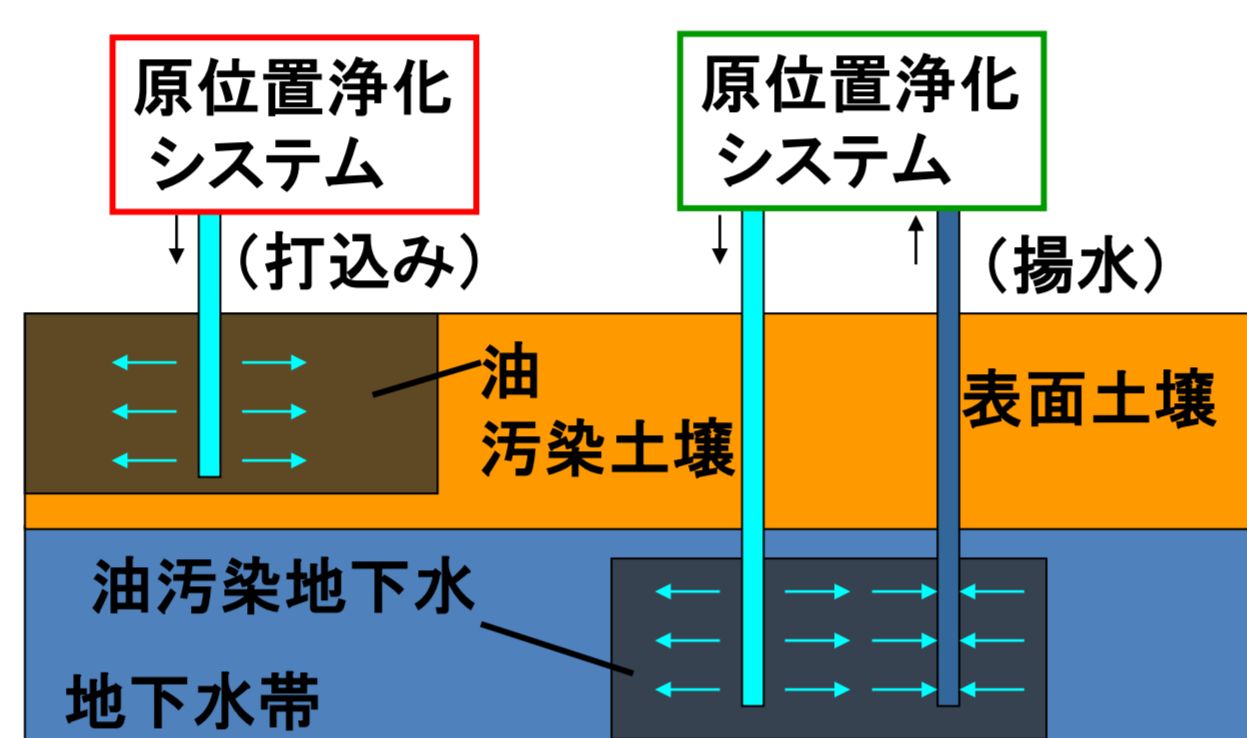 原位置浄化
システム
原位置浄化
システム
（打込み）
（揚水）
油
汚染土壌
表面土壌
油汚染地下水
地下水帯